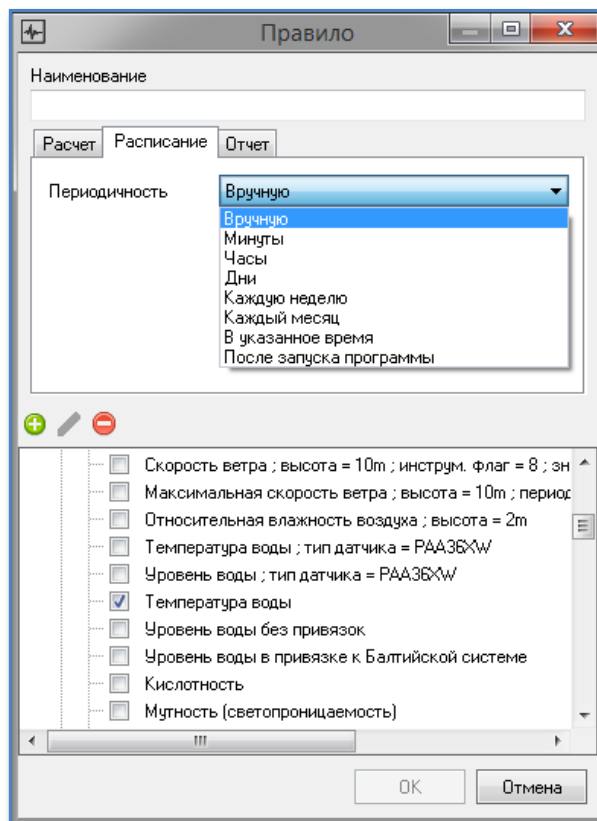 Правило
Наименование
Расчет Расписание Отчет
Периодичность Вручную
Вручную
Минуты
Часы
Дни
Каждую неделю
Каждый месяц
В указанное время
После запуска программы
Скорость ветра ; высота = 10m ; инструм. флаг = 8 ; зн
Максимальная скорость ветра ; высота = 10m ; период
Относительная влажность воздуха ; высота = 2m
Температура воды ; тип датчика = PAA36XW
Уровень воды ; тип датчика = PAA36XW
Температура воды
Уровень воды без привязок
Уровень воды в привязке к Балтийской системе
Кислотность
Мутность (светопроницаемость)
OK Отмена